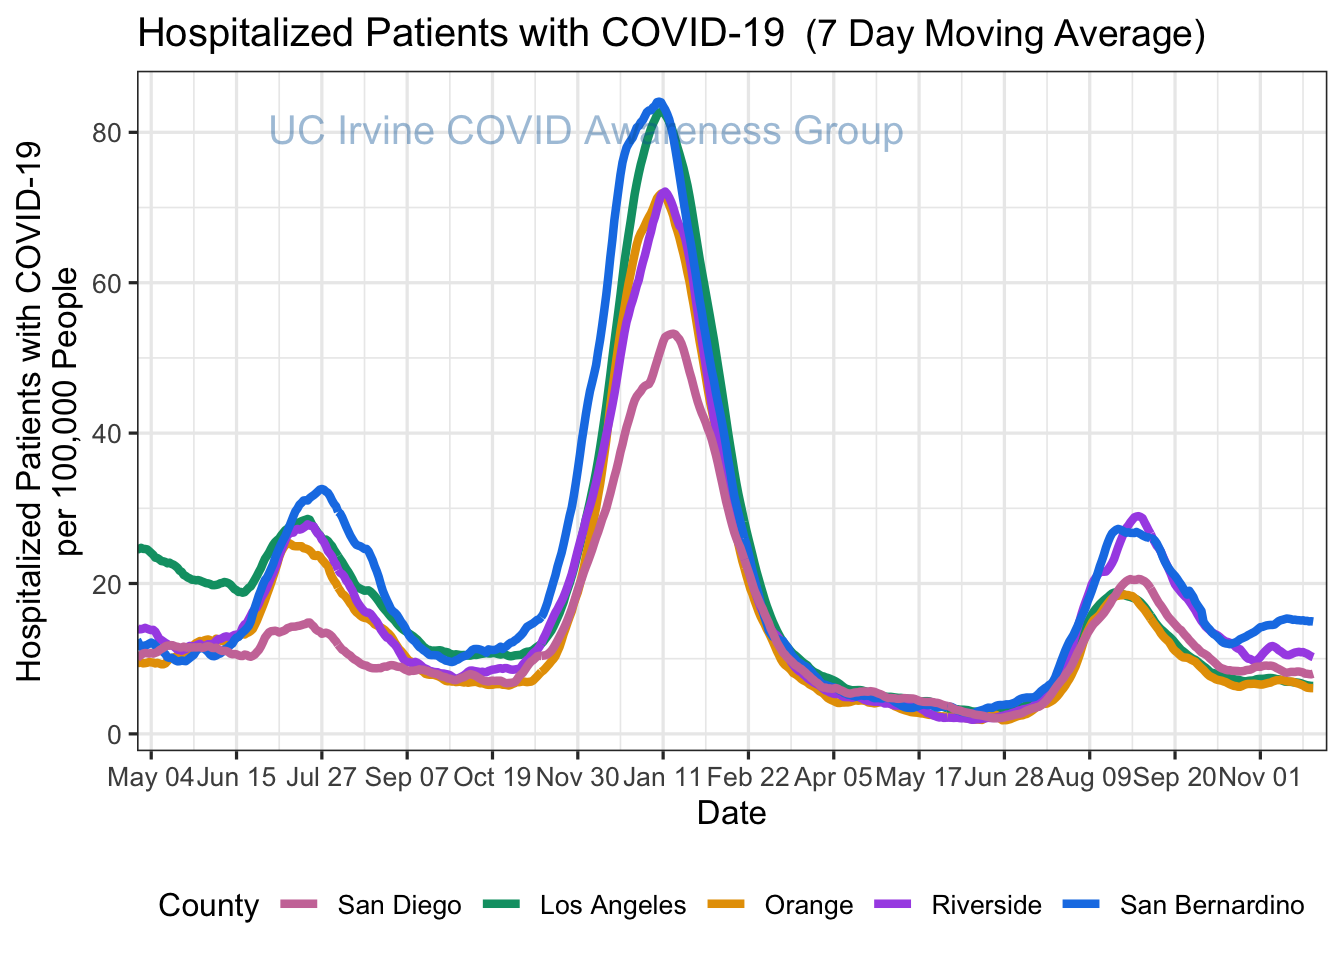 Hospitalized Patients with COVID-19  (7 Day Moving Average)
UC Irvine COVID Awareness Group
Hospitalized Patients with COVID-19
per 100,000 People
80
60
40
20
0
May 04 Jun 15 Jul 27 Sep 07 Oct 19 Nov 30 Jan 11 Feb 22 Apr 05 May 17 Jun 28 Aug 09 Sep 20 Nov 01
Date
County San Diego Los Angeles Orange Riverside San Bernardino